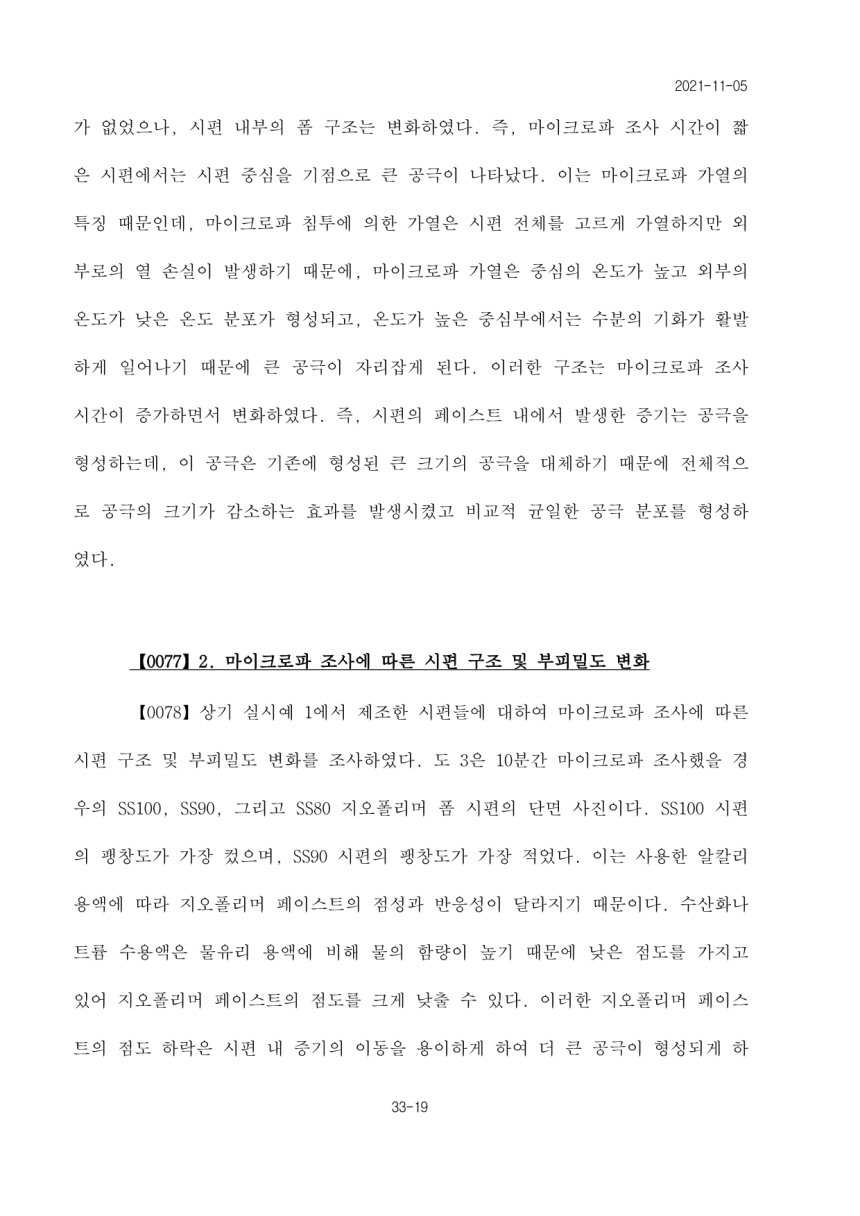 2021-11-05
가 없었으나, 시편 내부의 폼 구조는 변화하였다. 즉, 마이크로파 조사 시간이 짧
은 시편에서는 시편 중심을 기점으로 큰 공극이 나타났다. 이는 마이크로파 가열의
특징 때문인데, 마이크로파 침투에 의한 가열은 시편 전체를 고르게 가열하지만 외
부로의 열 손실이 발생하기 때문에, 마이크로파 가열은 중심의 온도가 높고 외부의
온도가 낮은 온도 분포가 형성되고, 온도가 높은 중심부에서는 수분의 기화가 활발
하게 일어나기 때문에 큰 공극이 자리잡게 된다. 이러한 구조는 마이크로파 조사
시간이 증가하면서 변화하였다. 즉, 시편의 페이스트 내에서 발생한 증기는 공극을
형성하는데, 이 공극은 기존에 형성된 큰 크기의 공극을 대체하기 때문에 전체적으
로 공극의 크기가 감소하는 효과를 발생시켰고 비교적 균일한 공극 분포를 형성하
였다.
【0077】2. 마이크로파 조사에 따른 시편 구조 및 부피밀도 변화
【0078】상기 실시예 1에서 제조한 시편들에 대하여 마이크로파 조사에 따른
시편 구조 및 부피밀도 변화를 조사하였다. 도 3은 10분간 마이크로파 조사했을 경
우의 SS100, SS90, 그리고 SS80 지오폴리머 폼 시편의 단면 사진이다. SS100 시편
의 팽창도가 가장 컸으며, SS90 시편의 팽창도가 가장 적었다. 이는 사용한 알칼리
용액에 따라 지오폴리머 페이스트의 점성과 반응성이 달라지기 때문이다. 수산화나
트륨 수용액은 물유리 용액에 비해 물의 함량이 높기 때문에 낮은 점도를 가지고
있어 지오폴리머 페이스트의 점도를 크게 낮출 수 있다. 이러한 지오폴리머 페이스
트의 점도 하락은 시편 내 증기의 이동을 용이하게 하여 더 큰 공극이 형성되게 하
33-19